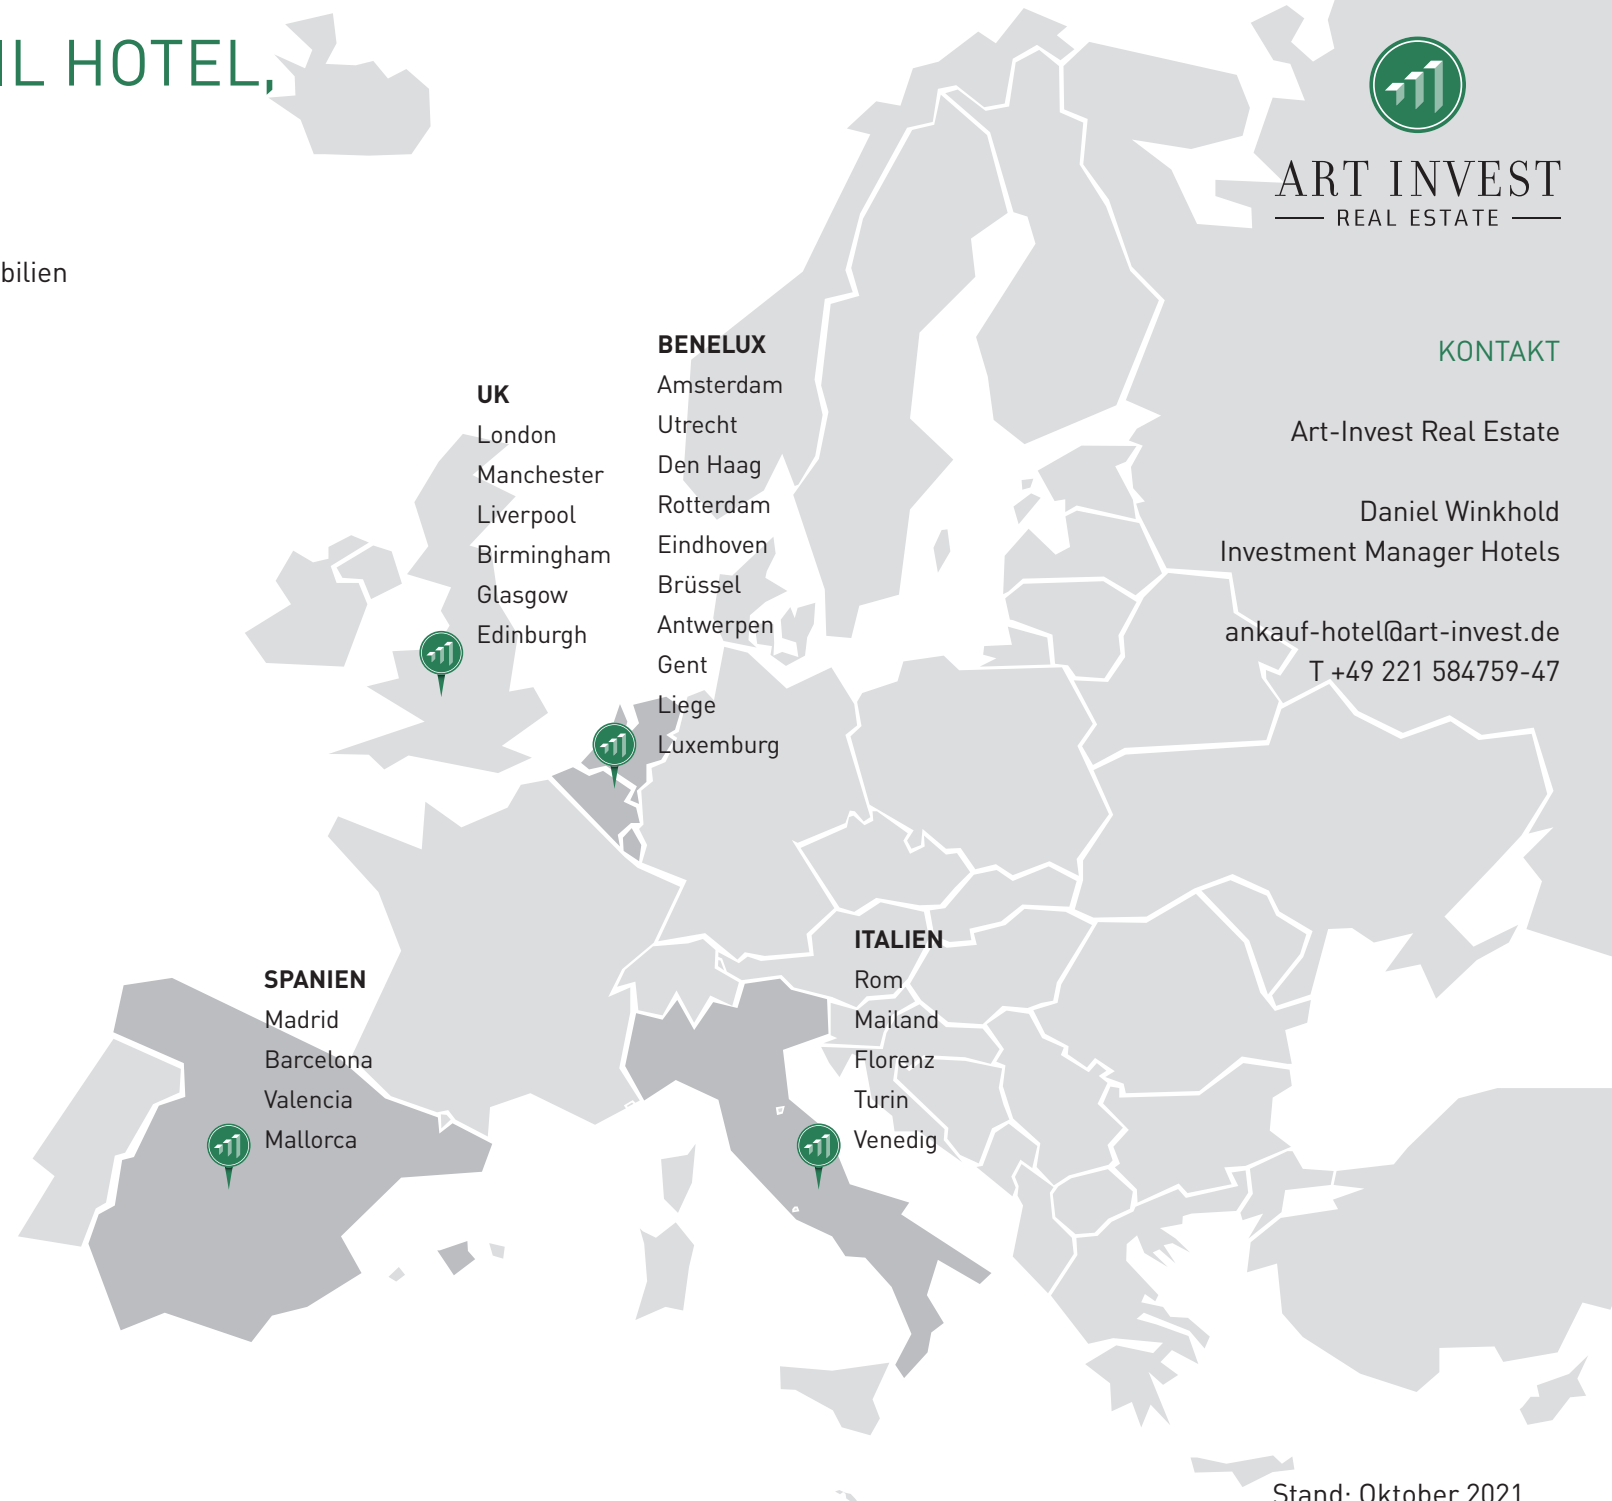 IL HOTEL,
bilien
ART INVEST
REAL ESTATE
UK
London
Manchester
Liverpool
Birmingham
Glasgow
Edinburgh
BENELUX
Amsterdam
Utrecht
Den Haag
Rotterdam
Eindhoven
Brüssel
Antwerpen
Gent
Liege
Luxemburg
KONTAKT
Art-Invest Real Estate
Daniel Winkhold
Investment Manager Hotels
ankauf-hotel@art-invest.de
T +49 221 584759-47
SPANIEN
Madrid
Barcelona
Valencia
Mallorca
ITALIEN
Rom
Mailand
Florenz
Turin
Venedig
Stand: Oktober 2021